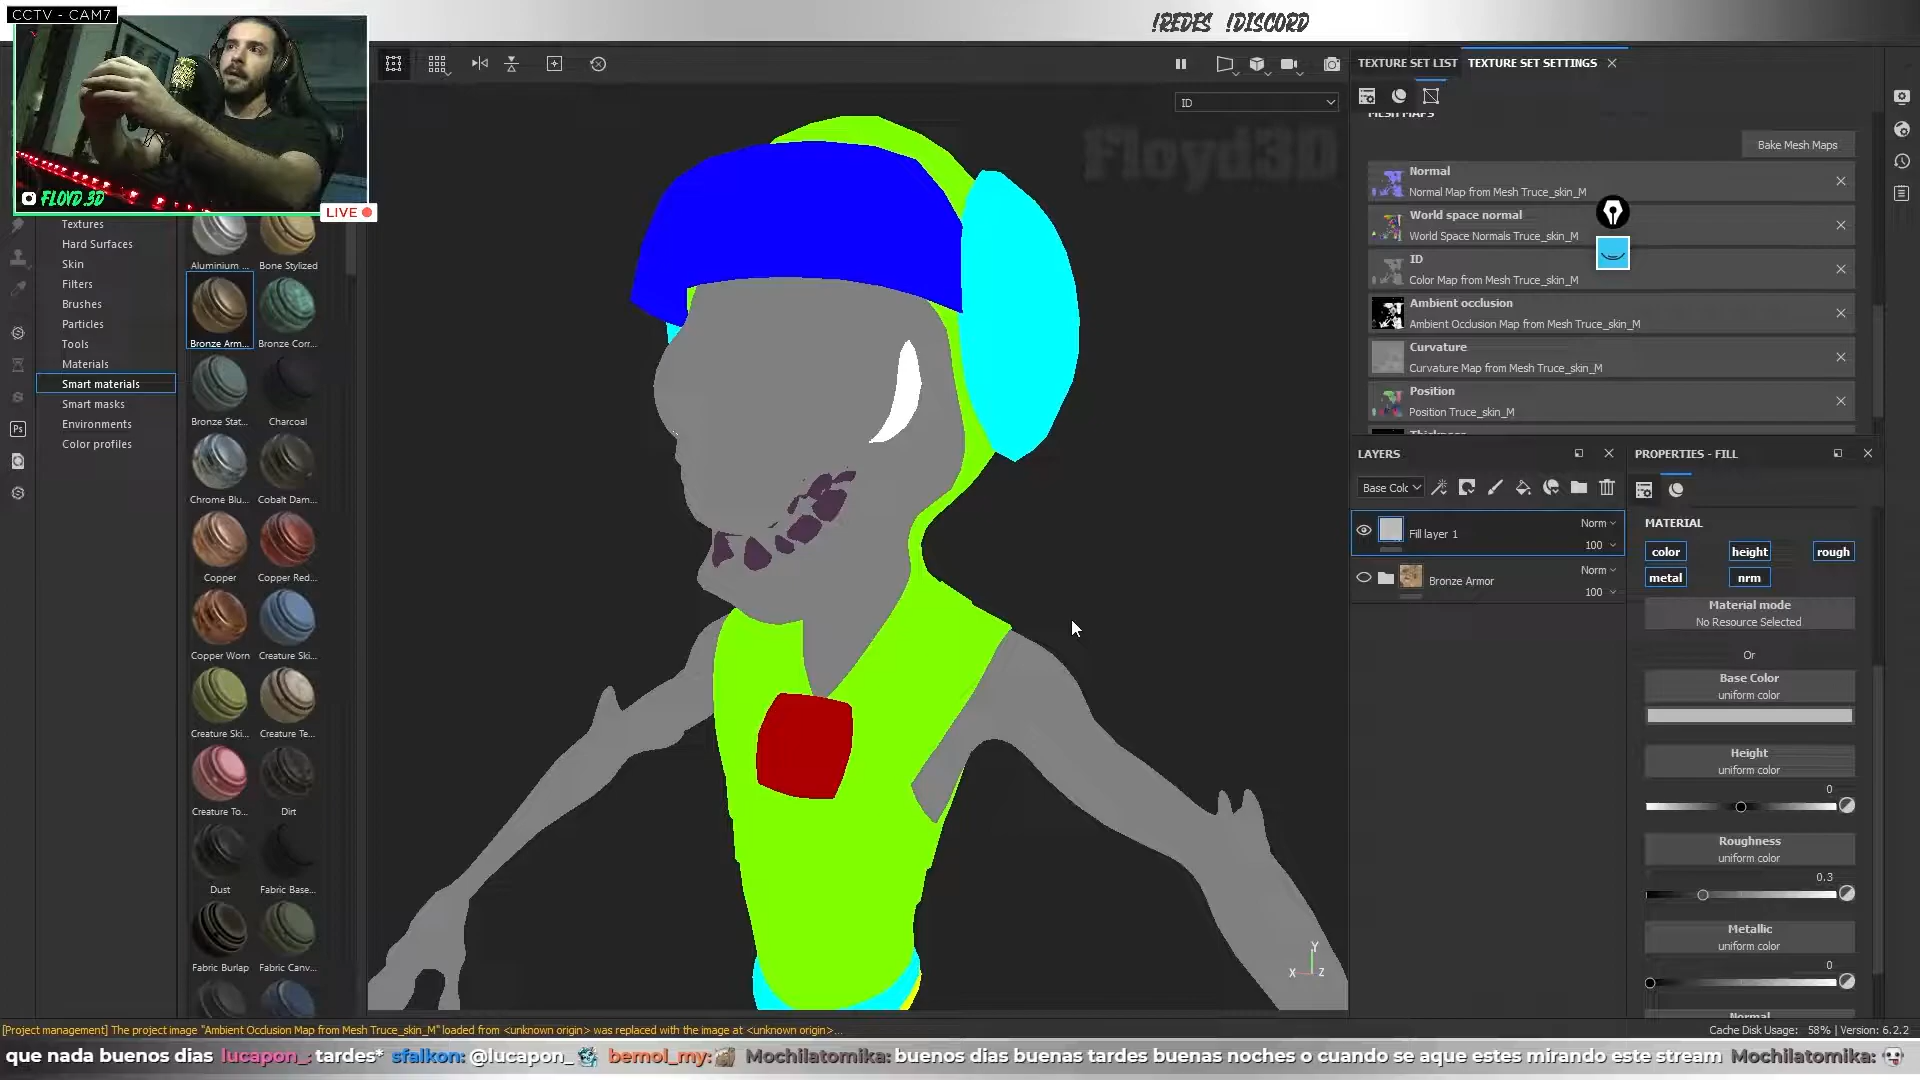 CCTV - CAM7
!REDES !DISCORD
FLOYD.3D
LIVE
ID
Floyd3D
TEXTURE SET LIST
TEXTURE SET SETTINGS
MESH MAPS
Bake Mesh Maps
Normal
Normal Map from Mesh Truce_skin_M
World space normal
World Space Normals Truce_skin_M
ID
Color Map from Mesh Truce_skin_M
Ambient occlusion
Ambient Occlusion Map from Mesh Truce_skin_M
Curvature
Curvature Map from Mesh Truce_skin_M
Position
Position Truce_skin_M
Thickness
Textures
Hard Surfaces
Skin
Filters
Brushes
Particles
Tools
Materials
Smart materials
Smart masks
Environments
Color profiles
Ps
Aluminium ...
Bone Stylized
Bronze Arm...
Bronze Corr...
Bronze Stat...
Charcoal
Chrome Blu...
Cobalt Dam...
Copper
Copper Red...
Copper Worn
Creature Ski...
Creature Ski...
Creature Te...
Creature To...
Dirt
Dust
Fabric Base...
Fabric Burlap
Fabric Canv...
LAYERS
Base Colc
Fill layer 1
Norm
100
Bronze Armor
Norm
100
PROPERTIES - FILL
MATERIAL
color height rough
metal nrm
Material mode
No Resource Selected
Or
Base Color
uniform color
Height
uniform color
0
Roughness
uniform color
0.3
Metallic
uniform color
0
Normal
Y
X Z
[Project management] The project image "Ambient Occlusion Map from Mesh Truce_skin_M" loaded from <unknown origin> was replaced with the image at <unknown origin>...
Cache Disk Usage: 58% | Version: 6.2.2
que nada buenos dias lucapon_: tardes* sfalkon: @lucapon_ bemol_my: Mochilatomika: buenos dias buenas tardes buenas noches o cuando se aque estes mirando este stream Mochilatomika: